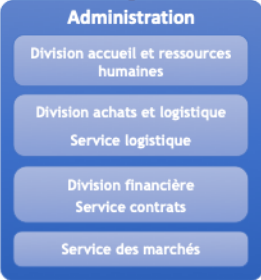 Administration
Division accueil et ressources
humaines
Division achats et logistique
Service logistique
Division financière
Service contrats
Service des marchés